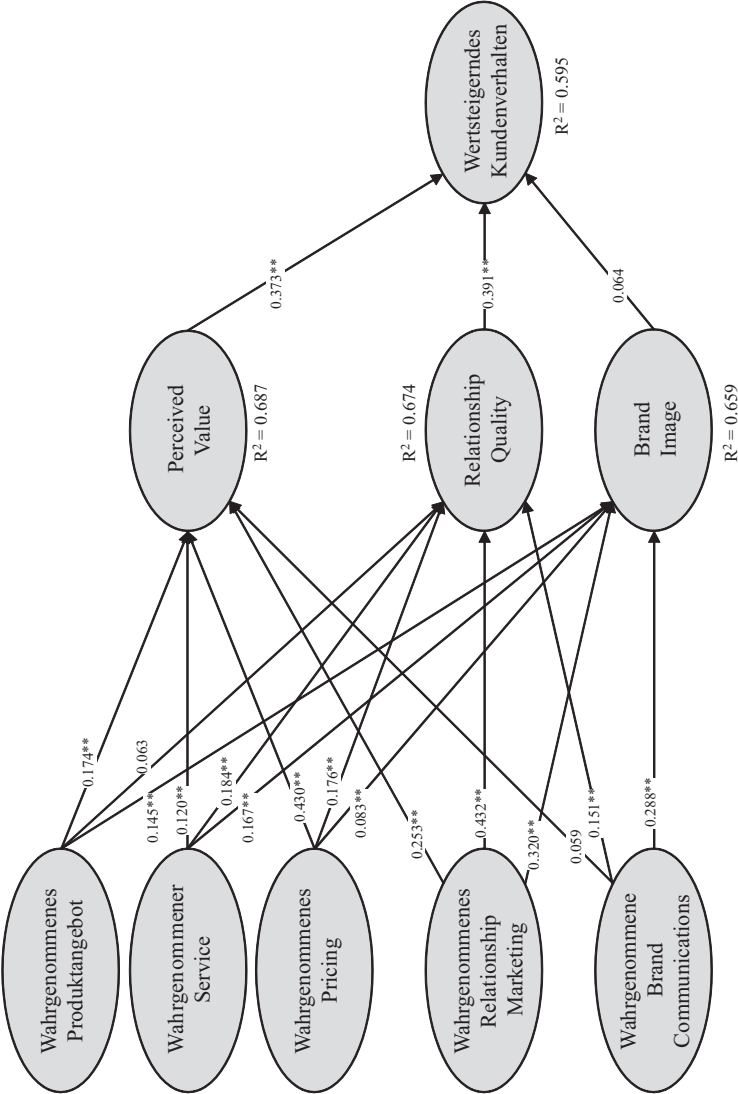 Wahrgenommenes
Produktangebot
Wahrgenommener
Service
Wahrgenommenes
Pricing
Wahrgenommenes
Relationship
Marketing
Wahrgenommene
Brand
Communications
0.174**
0.063
0.145**
0.120**
0.184**
0.167**
0.430**
0.176**
0.083**
0.253**
0.432**
0.320**
0.059
0.151**
0.288**
Perceived
Value
R² = 0.687
Relationship
Quality
R² = 0.674
Brand
Image
R² = 0.659
0.373**
0.391**
0.064
Wertsteigerndes
Kundenverhalten
R² = 0.595